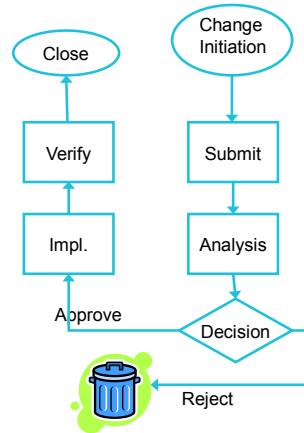 Close
Change
Initiation
Verify
Submit
Impl.
Analysis
Approve
Decision
Reject